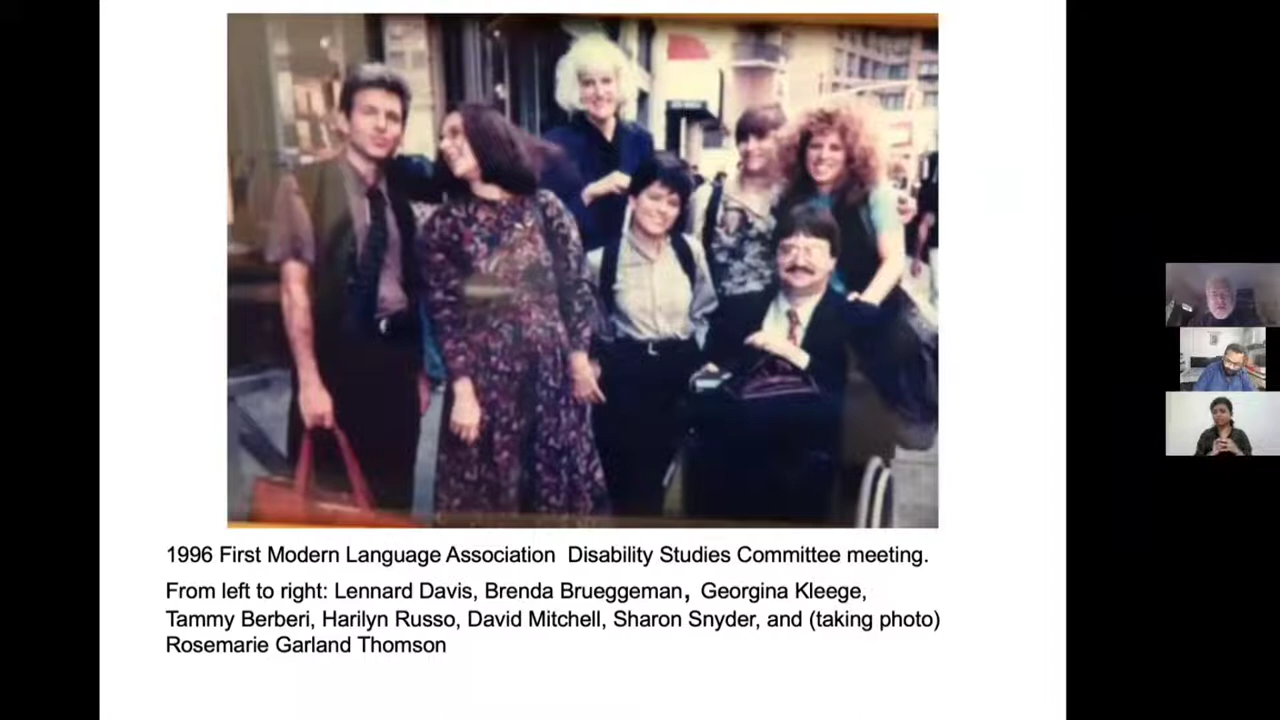 1996 First Modern Language Association Disability Studies Committee meeting.
From left to right: Lennard Davis, Brenda Brueggeman, Georgina Kleege,
Tammy Berberi, Harilyn Russo, David Mitchell, Sharon Snyder, and (taking photo)
Rosemarie Garland Thomson